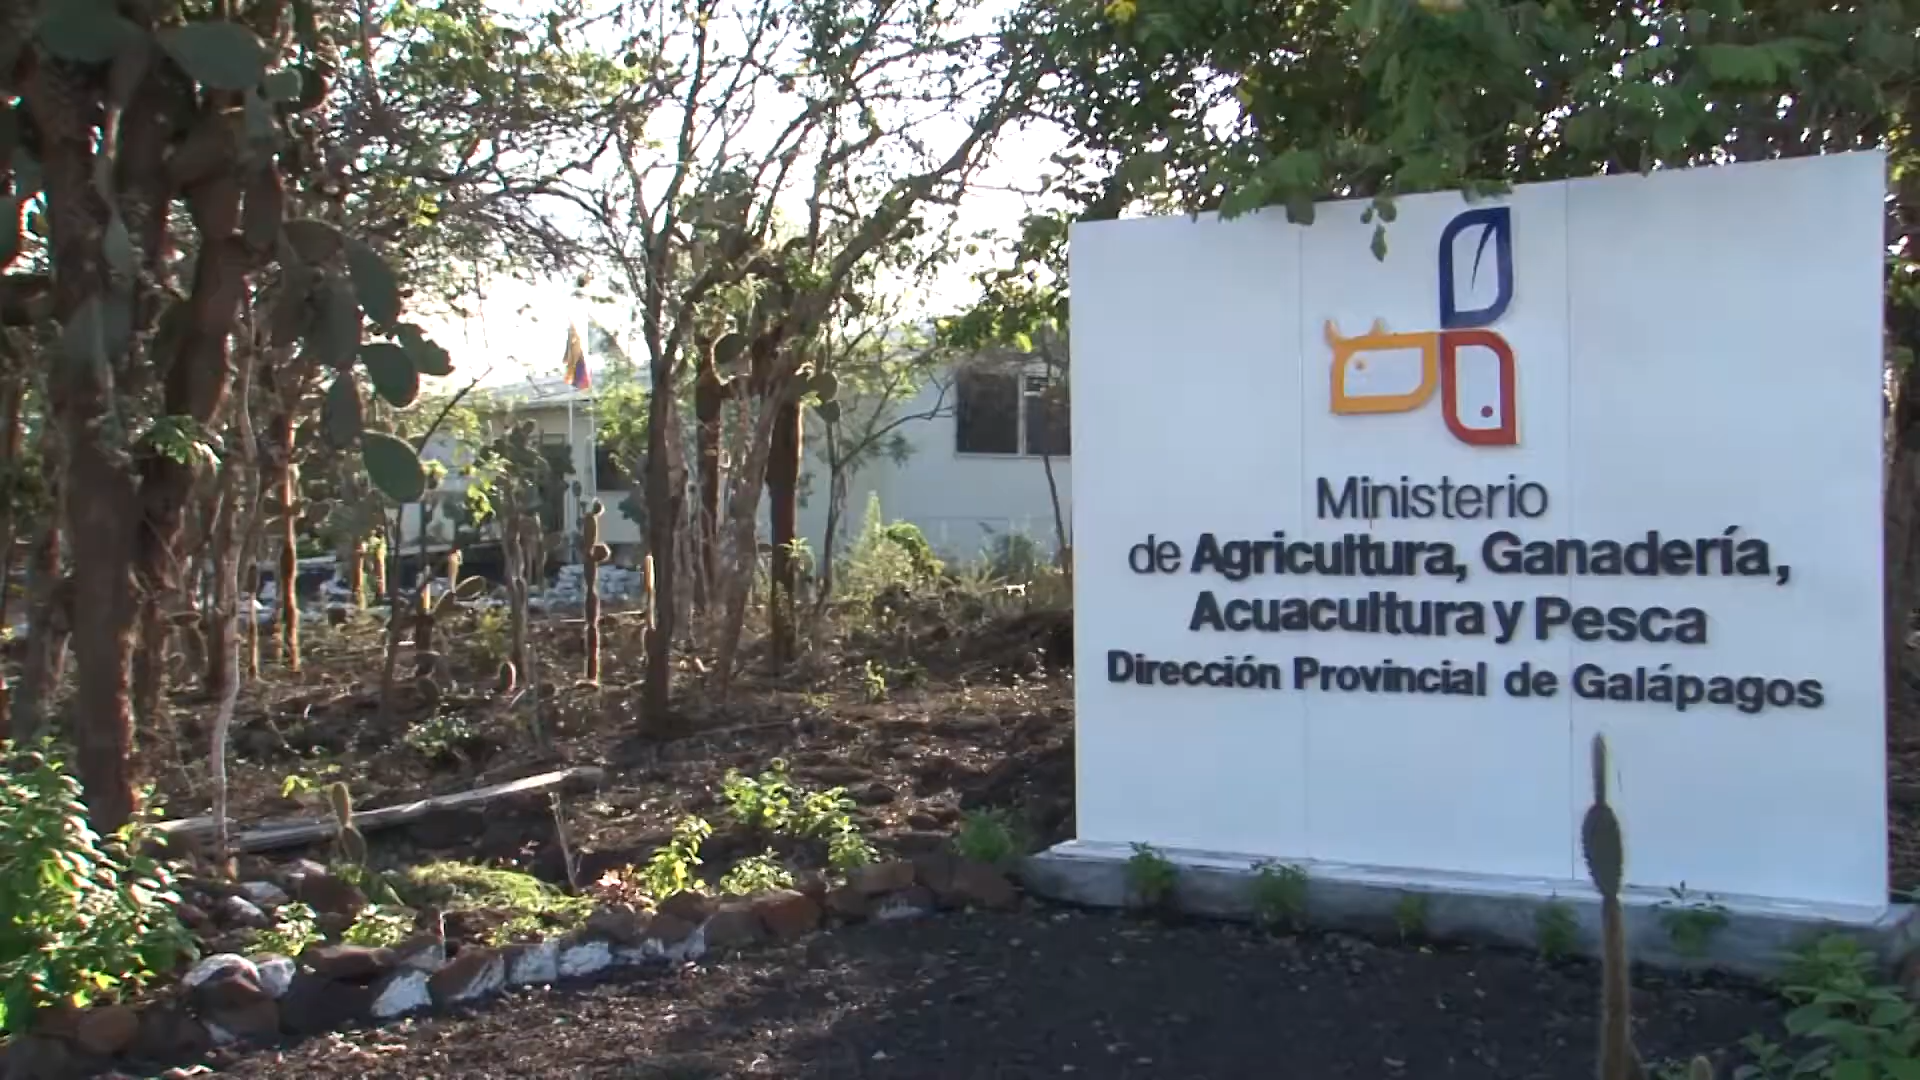 Ministerio
de Agricultura, Ganadería,
Acuacultura y Pesca
Dirección Provincial de Galápagos